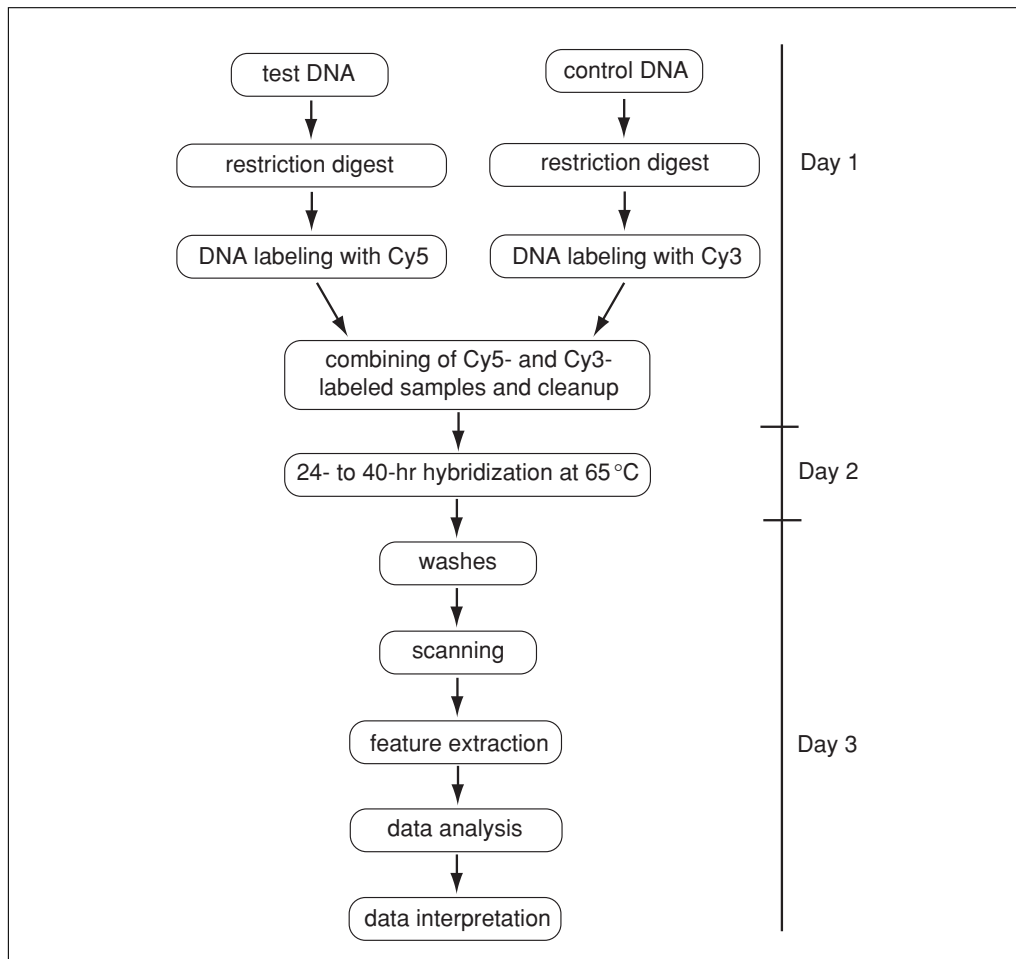 test DNA
control DNA
restriction digest
restriction digest
Day 1
DNA labeling with Cy5
DNA labeling with Cy3
combining of Cy5- and Cy3-
labeled samples and cleanup
24- to 40-hr hybridization at 65 °C
Day 2
washes
scanning
feature extraction
Day 3
data analysis
data interpretation